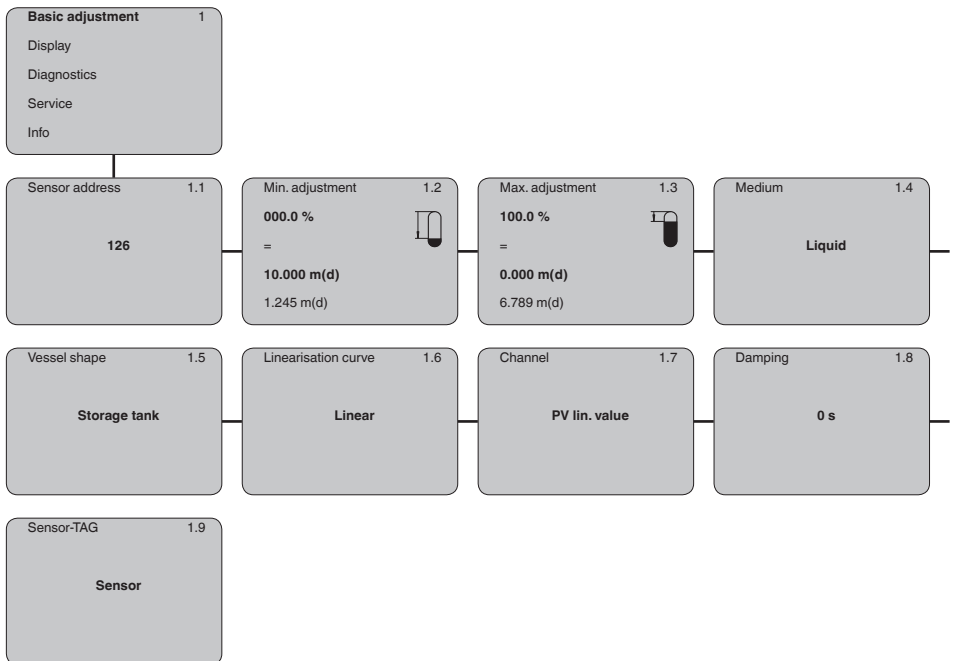 Basic adjustment 1
Display
Diagnostics
Service
Info
Sensor address 1.1
126
Min. adjustment 1.2
000.0 %
=
10.000 m(d)
1.245 m(d)
Max. adjustment 1.3
100.0 %
=
0.000 m(d)
6.789 m(d)
Medium 1.4
Liquid
Vessel shape 1.5
Storage tank
Linearisation curve 1.6
Linear
Channel 1.7
PV lin. value
Damping 1.8
0 s
Sensor-TAG 1.9
Sensor